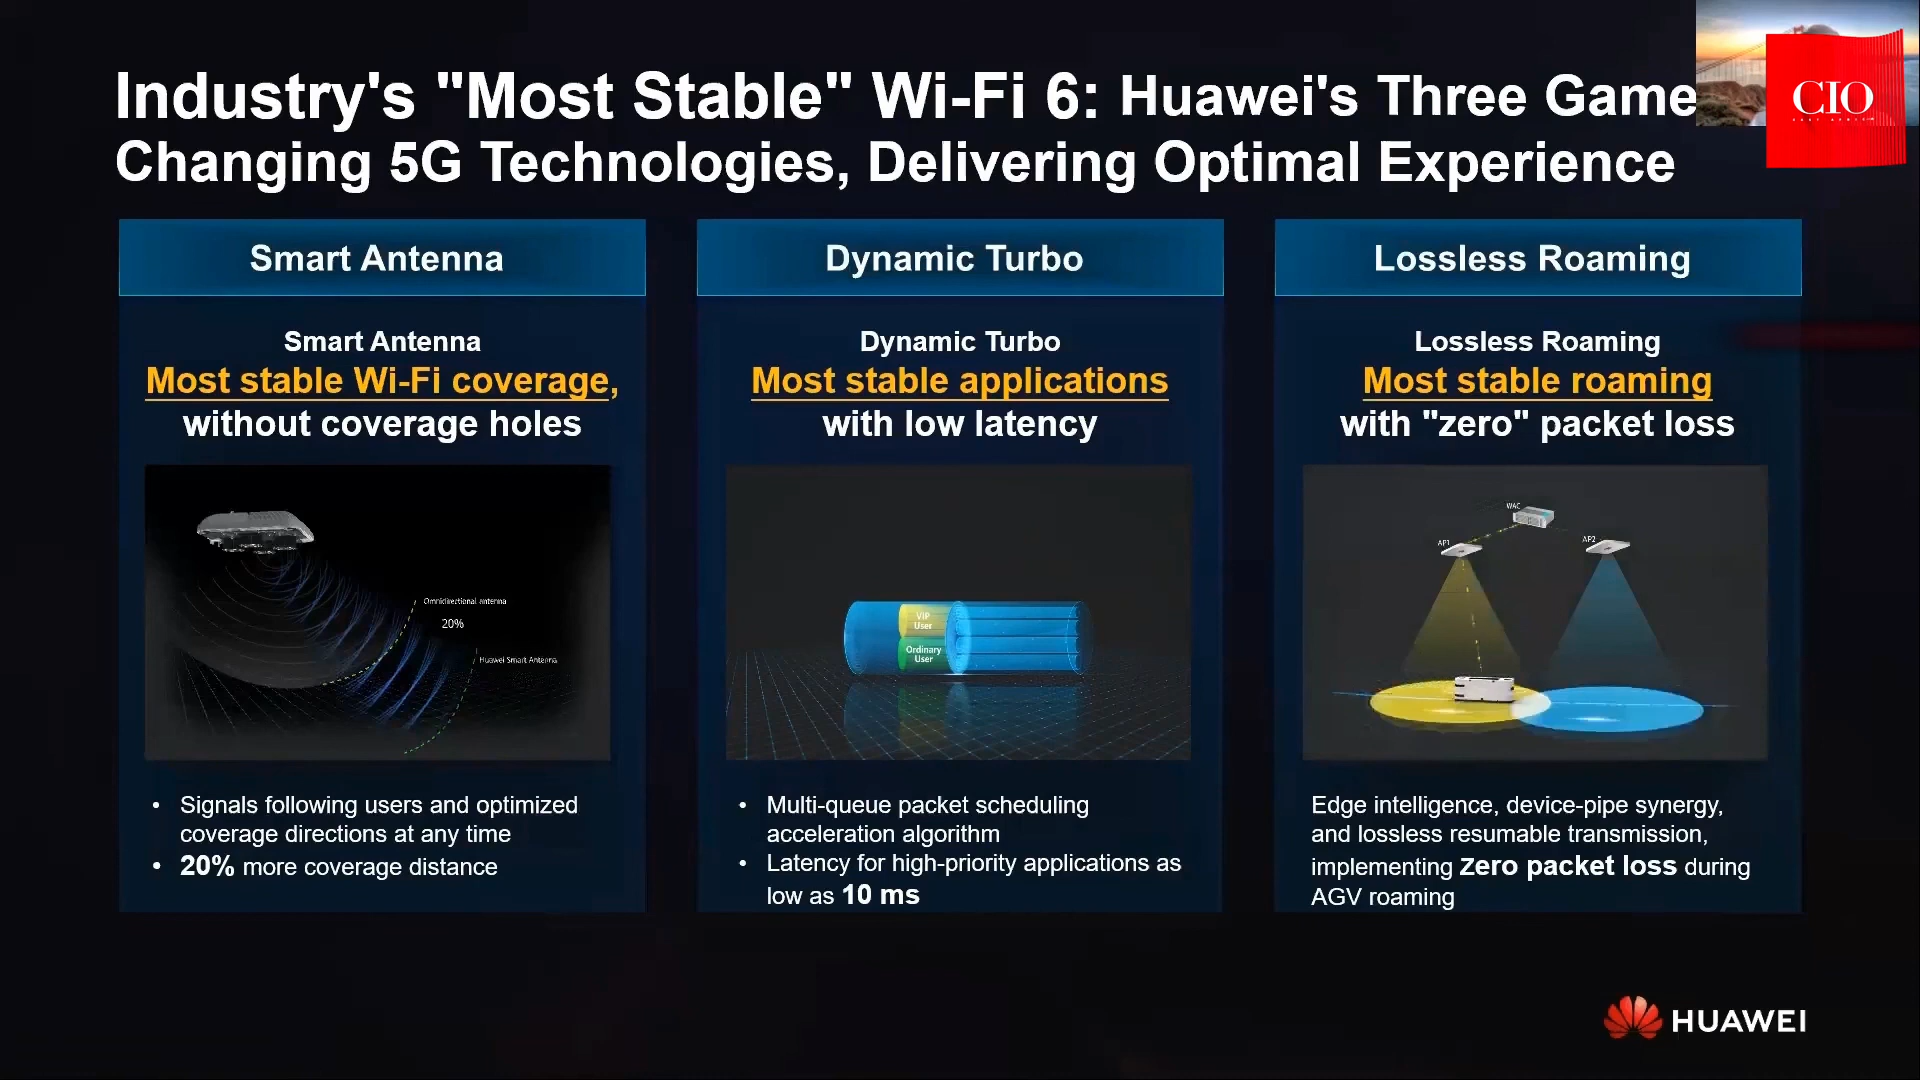 Industry's "Most Stable" Wi-Fi 6: Huawei's Three Game
Changing 5G Technologies, Delivering Optimal Experience
CIO
Smart Antenna
Smart Antenna
Most stable Wi-Fi coverage,
without coverage holes
Omnidirectional antenna
20%
Huawei Smart Antenna
• Signals following users and optimized
coverage directions at any time
• 20% more coverage distance
Dynamic Turbo
Dynamic Turbo
Most stable applications
with low latency
VIP
User
Ordinary
User
• Multi-queue packet scheduling
acceleration algorithm
• Latency for high-priority applications as
low as 10 ms
Lossless Roaming
Lossless Roaming
Most stable roaming
with "zero" packet loss
WAC
AP1
AP2
Edge intelligence, device-pipe synergy,
and lossless resumable transmission,
implementing zero packet loss during
AGV roaming
HUAWEI